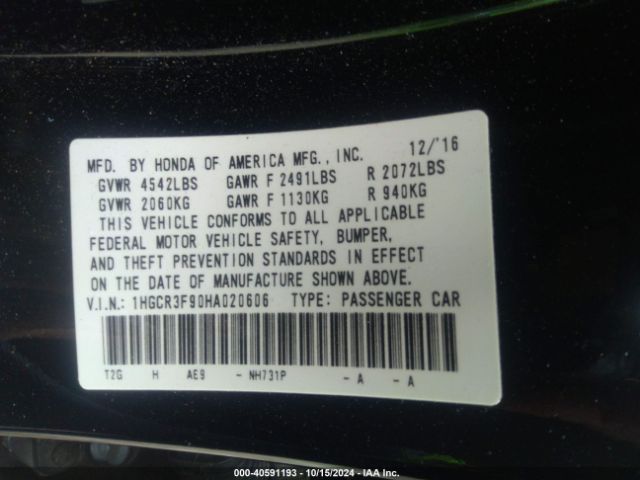 MFD. BY HONDA OF AMERICA MFG., INC. 12/'16
GVWR 4542LBS GAWR F 2491LBS R 2072LBS
GVWR 2060KG GAWR F 1130KG R 940KG
THIS VEHICLE CONFORMS TO ALL APPLICABLE
FEDERAL MOTOR VEHICLE SAFETY, BUMPER,
AND THEFT PREVENTION STANDARDS IN EFFECT
ON THE DATE OF MANUFACTURE SHOWN ABOVE.
V.I.N.: 1HGCR3F90HA020606 TYPE: PASSENGER CAR
T2G H AE9 - NH731P - A - A
000-40591193 - 10/15/2024 - IAA Inc.